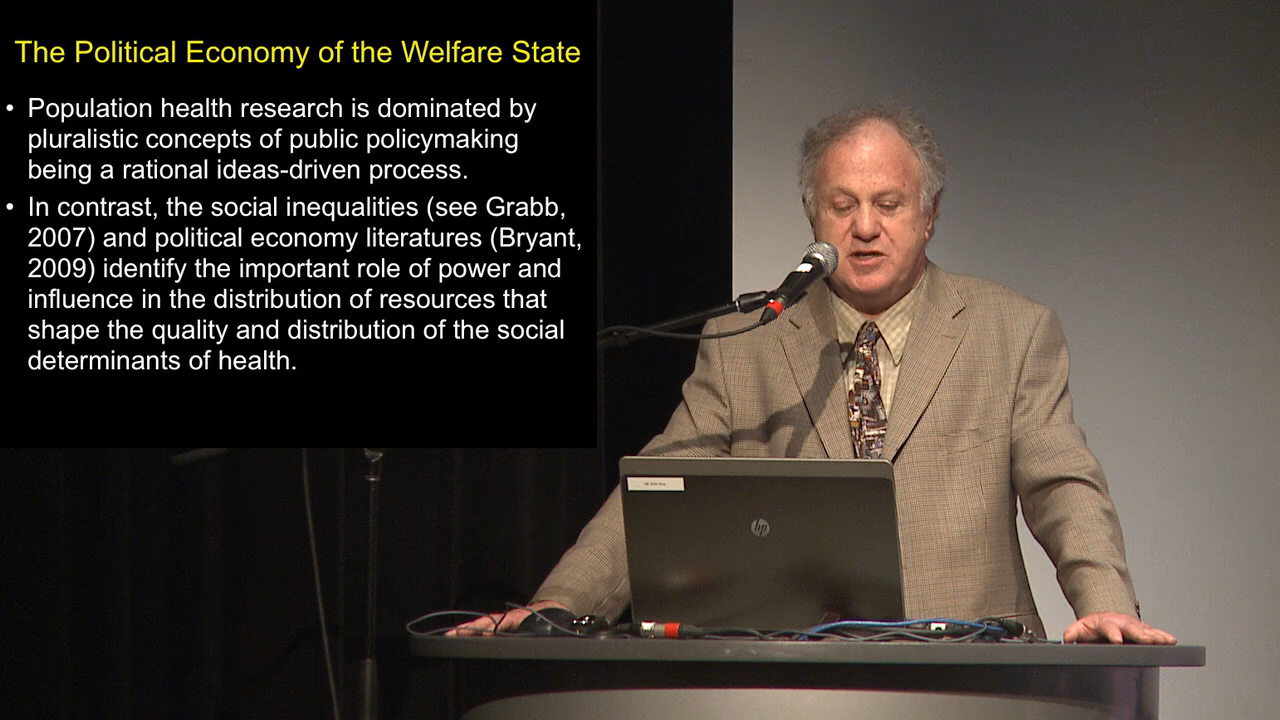 The Political Economy of the Welfare State
• Population health research is dominated by
pluralistic concepts of public policymaking
being a rational ideas-driven process.
• In contrast, the social inequalities (see Grabb,
2007) and political economy literatures (Bryant,
2009) identify the important role of power and
influence in the distribution of resources that
shape the quality and distribution of the social
determinants of health.
hp